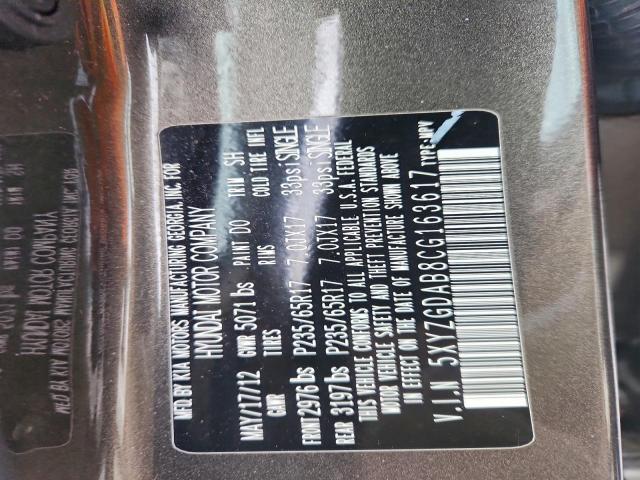 MFD BY KIA MOTORS MANUFACTURING GEORGIA, INC. FOR
HYUNDAI MOTOR COMPANY
MAY/17/12 PAINT DO TRIM SH
GVWR 5071 lbs
GAWR TIRES RIMS COLD TIRE INFL
FRONT 2976 lbs P235/65R17 7.0JX17 33psi SINGLE
REAR 3197 lbs P235/65R17 7.0JX17 33psi SINGLE
THIS VEHICLE CONFORMS TO ALL APPLICABLE U.S.A. FEDERAL
MOTOR VEHICLE SAFETY AND THEFT PREVENTION STANDARDS
IN EFFECT ON THE DATE OF MANUFACTURE SHOWN ABOVE
V.I.N 5XYZGDAB8CG163617 TYPE:MPV